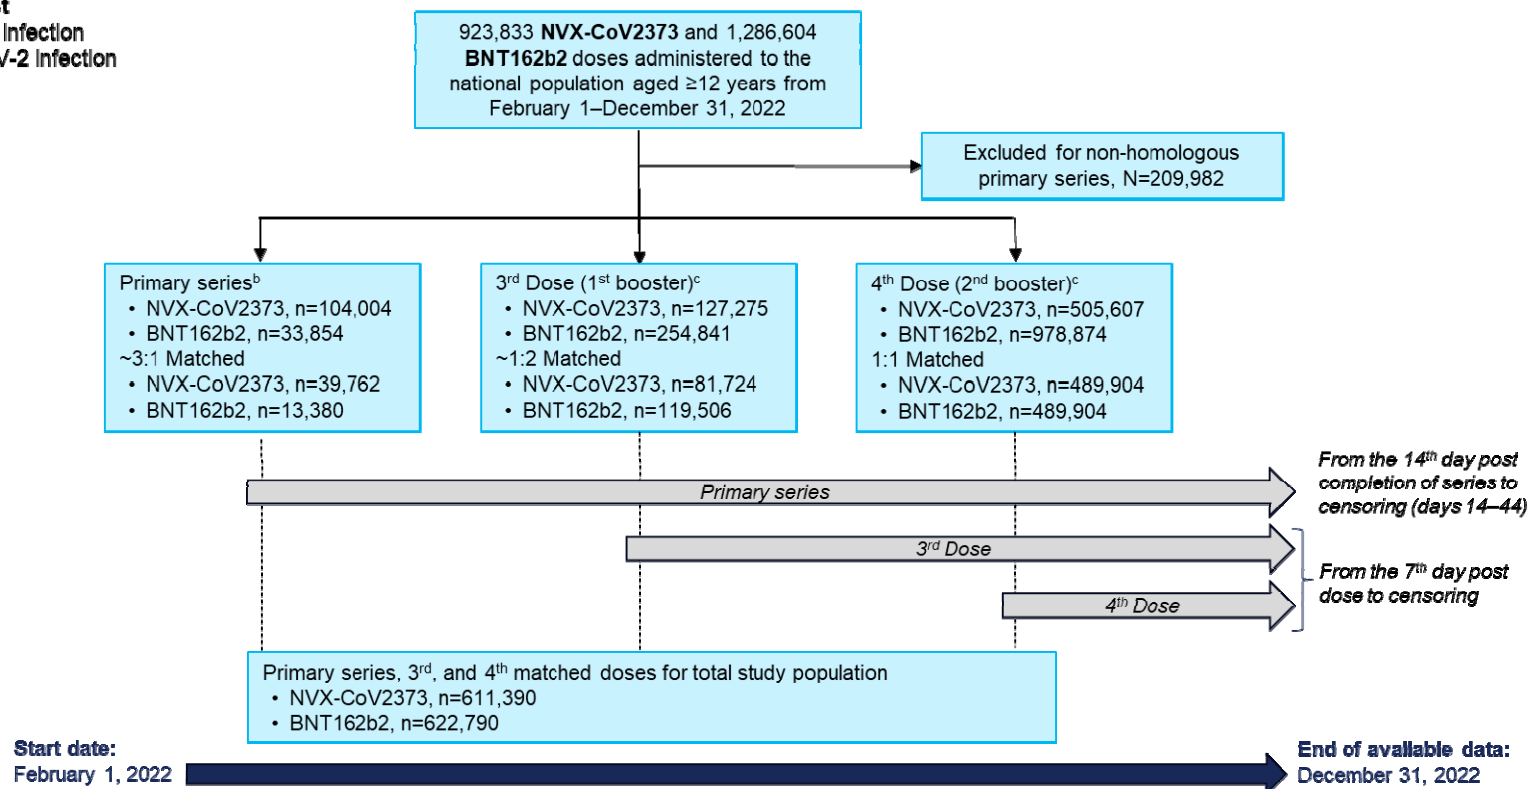 Infection
-2 Infection
923,833 NVX-CoV2373 and 1,286,604
BNT162b2 doses administered to the
national population aged ≥12 years from
February 1–December 31, 2022
Excluded for non-homologous
primary series, N=209,982
Primary seriesᵇ
• NVX-CoV2373, n=104,004
• BNT162b2, n=33,854
~3:1 Matched
• NVX-CoV2373, n=39,762
• BNT162b2, n=13,380
3ʳᵈ Dose (1ˢᵗ booster)ᶜ
• NVX-CoV2373, n=127,275
• BNT162b2, n=254,841
~1:2 Matched
• NVX-CoV2373, n=81,724
• BNT162b2, n=119,506
4ᵗʰ Dose (2ⁿᵈ booster)ᶜ
• NVX-CoV2373, n=505,607
• BNT162b2, n=978,874
1:1 Matched
• NVX-CoV2373, n=489,904
• BNT162b2, n=489,904
Primary series
From the 14ᵗʰ day post
completion of series to
censoring (days 14–44)
3ʳᵈ Dose
4ᵗʰ Dose
From the 7ᵗʰ day post
dose to censoring
Primary series, 3ʳᵈ, and 4ᵗʰ matched doses for total study population
• NVX-CoV2373, n=611,390
• BNT162b2, n=622,790
Start date:
February 1, 2022
End of available data:
December 31, 2022